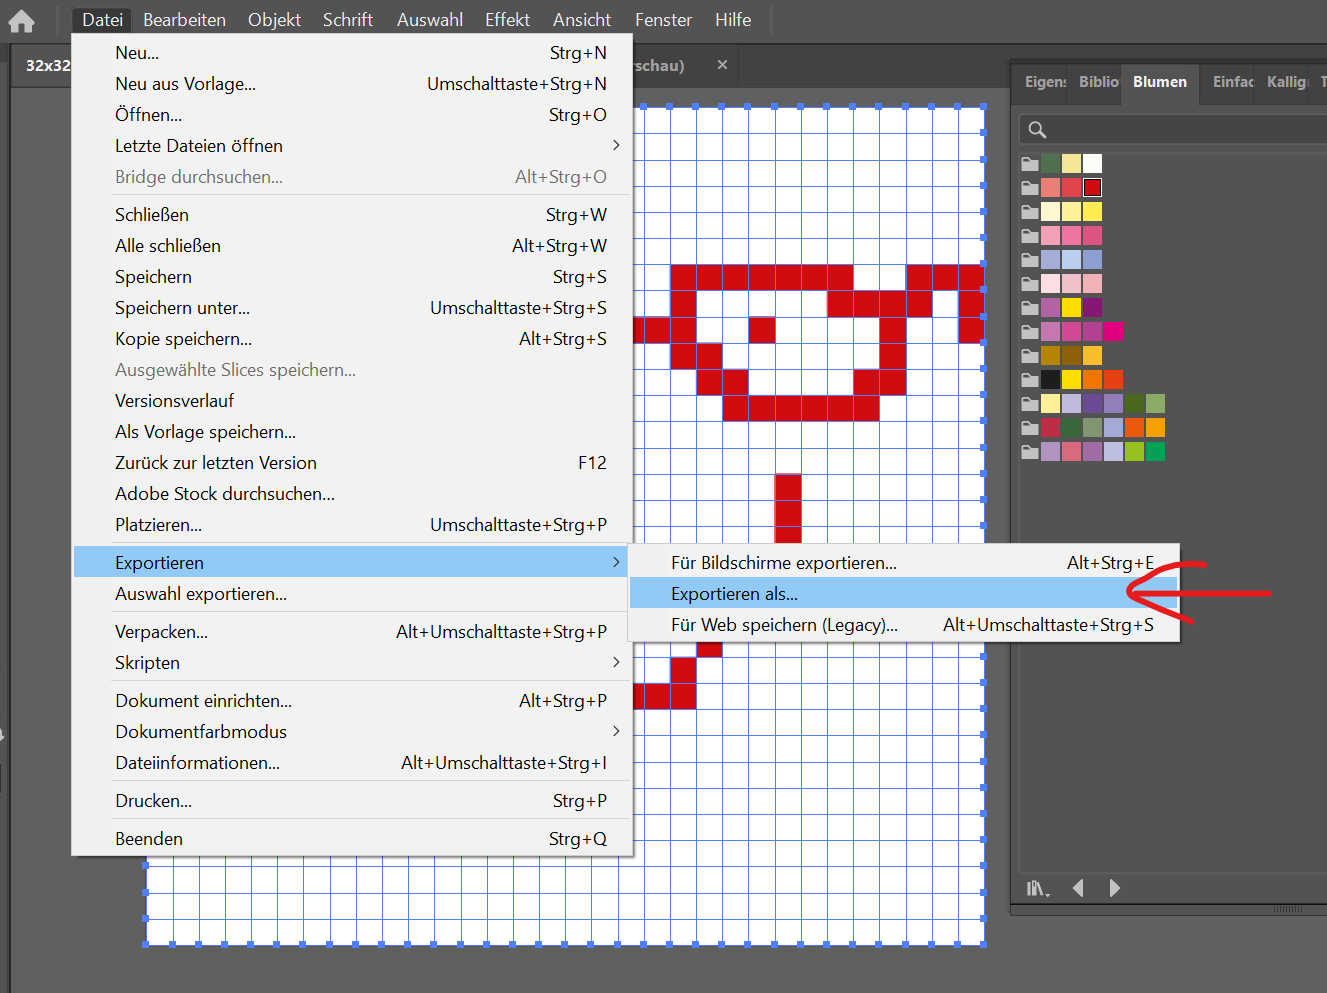 Datei Bearbeiten Objekt Schrift Auswahl Effekt Ansicht Fenster Hilfe
32x32
schau) ×
Neu... Strg+N
Neu aus Vorlage... Umschalttaste+Strg+N
Öffnen... Strg+O
Letzte Dateien öffnen
Bridge durchsuchen... Alt+Strg+O
Schließen Strg+W
Alle schließen Alt+Strg+W
Speichern Strg+S
Speichern unter... Umschalttaste+Strg+S
Kopie speichern... Alt+Strg+S
Ausgewählte Slices speichern...
Versionsverlauf
Als Vorlage speichern...
Zurück zur letzten Version F12
Adobe Stock durchsuchen...
Platzieren... Umschalttaste+Strg+P
Exportieren
Auswahl exportieren...
Verpacken... Alt+Umschalttaste+Strg+P
Skripten
Dokument einrichten... Alt+Strg+P
Dokumentfarbmodus
Dateiinformationen... Alt+Umschalttaste+Strg+I
Drucken... Strg+P
Beenden Strg+Q
Für Bildschirme exportieren... Alt+Strg+E
Exportieren als...
Für Web speichern (Legacy)... Alt+Umschalttaste+Strg+S
Eigens Biblio Blumen Einfac Kallig